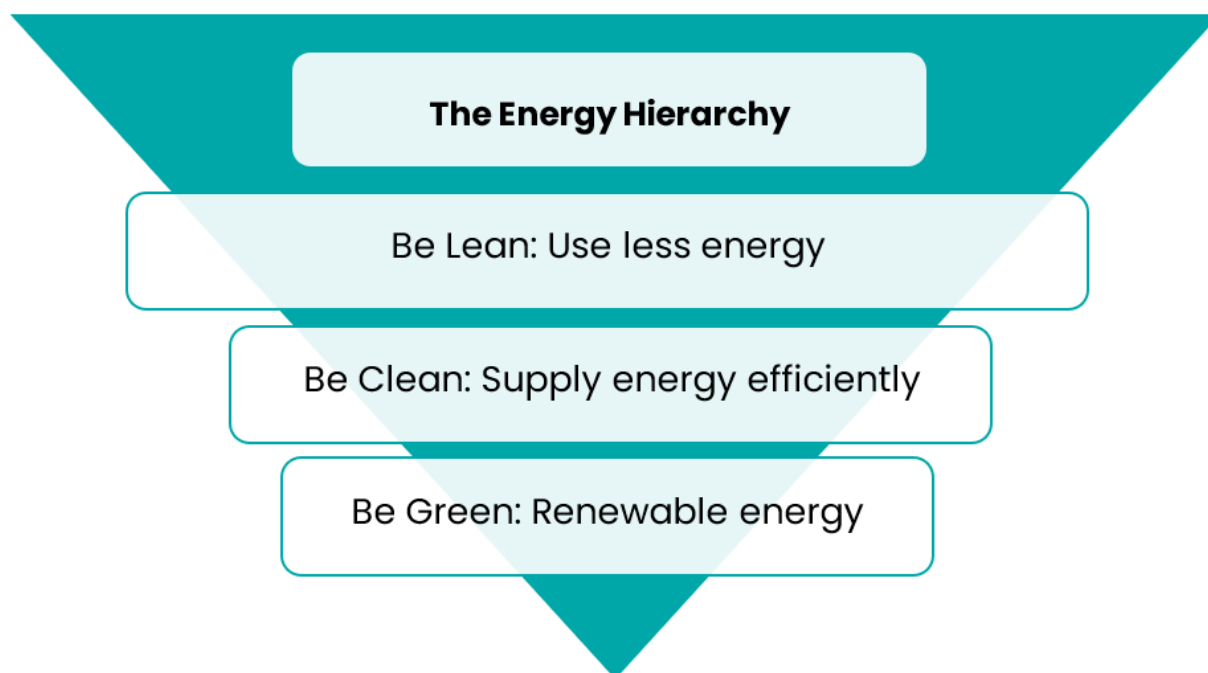 The Energy Hierarchy
Be Lean: Use less energy
Be Clean: Supply energy efficiently
Be Green: Renewable energy